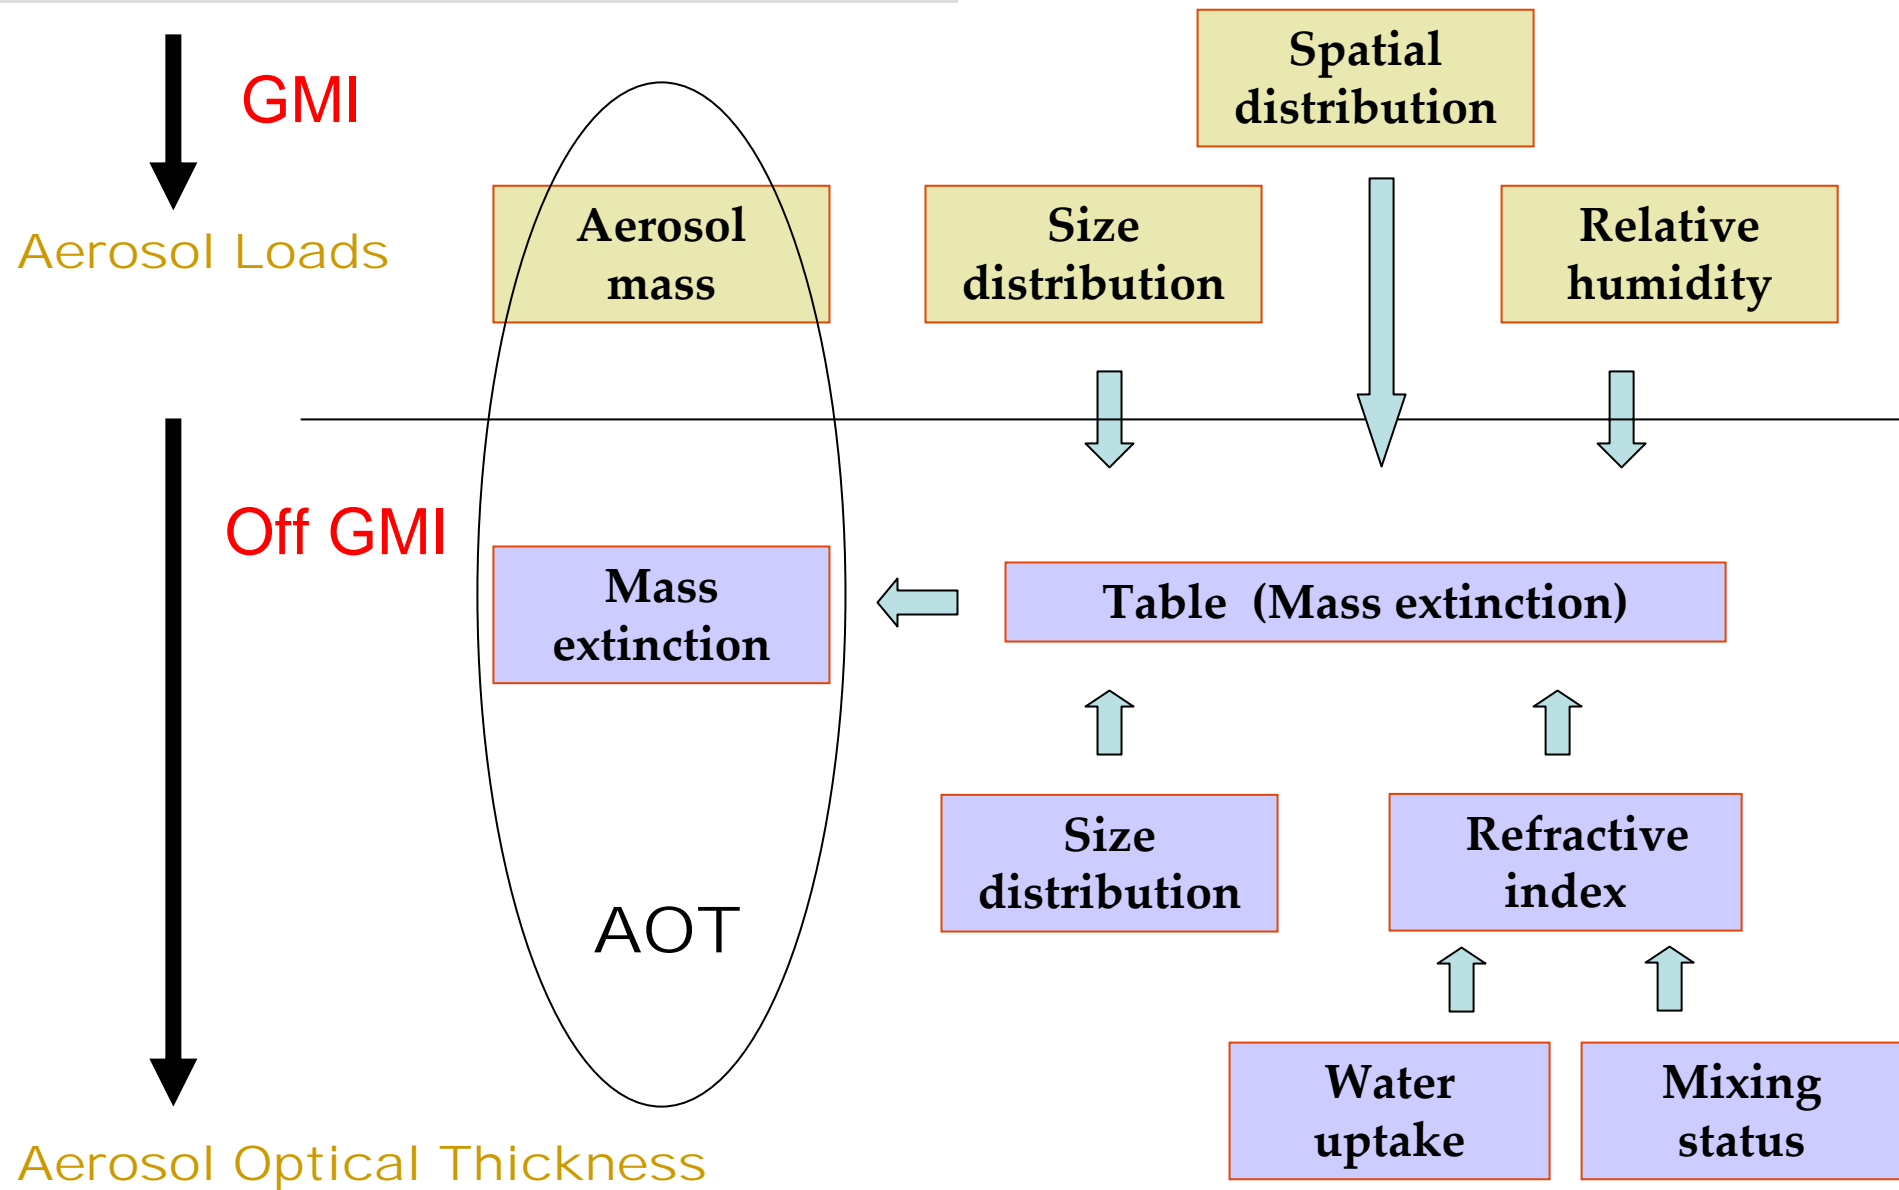 GMI
Spatial
distribution
Aerosol Loads
Aerosol
mass
Size
distribution
Relative
humidity
Off GMI
Mass
extinction
Table (Mass extinction)
Size
distribution
Refractive
index
AOT
Water
uptake
Mixing
status
Aerosol Optical Thickness